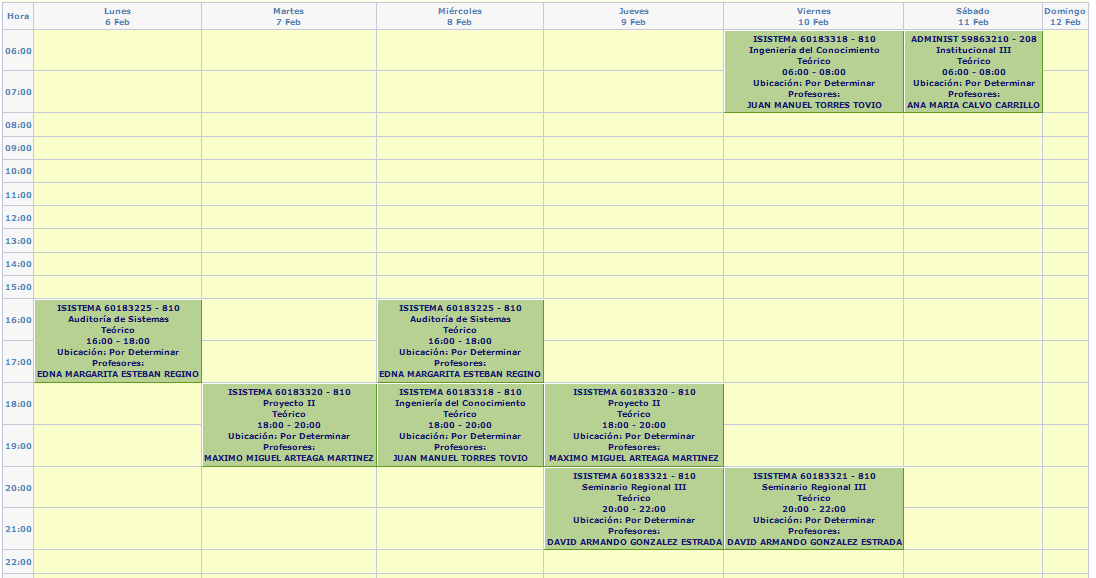 Hora
Lunes
6 Feb
Martes
7 Feb
Miércoles
8 Feb
Jueves
9 Feb
Viernes
10 Feb
Sábado
11 Feb
Domingo
12 Feb
06:00
ISISTEMA 60183318 - 810
Ingeniería del Conocimiento
Teórico
06:00 - 08:00
Ubicación: Por Determinar
Profesores:
JUAN MANUEL TORRES TOVIO
ADMINIST 59863210 - 208
Institucional III
Teórico
06:00 - 08:00
Ubicación: Por Determinar
Profesores:
ANA MARIA CALVO CARRILLO
07:00
08:00
09:00
10:00
11:00
12:00
13:00
14:00
15:00
16:00
ISISTEMA 60183225 - 810
Auditoría de Sistemas
Teórico
16:00 - 18:00
Ubicación: Por Determinar
Profesores:
EDNA MARGARITA ESTEBAN REGINO
ISISTEMA 60183225 - 810
Auditoría de Sistemas
Teórico
16:00 - 18:00
Ubicación: Por Determinar
Profesores:
EDNA MARGARITA ESTEBAN REGINO
17:00
18:00
ISISTEMA 60183320 - 810
Proyecto II
Teórico
18:00 - 20:00
Ubicación: Por Determinar
Profesores:
MAXIMO MIGUEL ARTEAGA MARTINEZ
ISISTEMA 60183318 - 810
Ingeniería del Conocimiento
Teórico
18:00 - 20:00
Ubicación: Por Determinar
Profesores:
JUAN MANUEL TORRES TOVIO
ISISTEMA 60183320 - 810
Proyecto II
Teórico
18:00 - 20:00
Ubicación: Por Determinar
Profesores:
MAXIMO MIGUEL ARTEAGA MARTINEZ
19:00
20:00
ISISTEMA 60183321 - 810
Seminario Regional III
Teórico
20:00 - 22:00
Ubicación: Por Determinar
Profesores:
DAVID ARMANDO GONZALEZ ESTRADA
ISISTEMA 60183321 - 810
Seminario Regional III
Teórico
20:00 - 22:00
Ubicación: Por Determinar
Profesores:
DAVID ARMANDO GONZALEZ ESTRADA
21:00
22:00